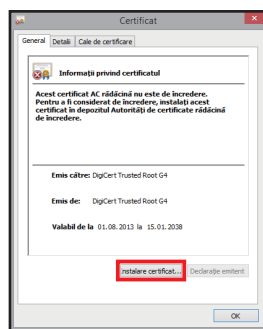 Certificat
General Detalii Cale de certificare
Informații privind certificatul
Acest certificat AC rădăcină nu este de încredere.
Pentru a fi considerat de încredere, instalați acest
certificat în depozitul Autorități de certificate rădăcină
de încredere.
Emis către: DigiCert Trusted Root G4
Emis de: DigiCert Trusted Root G4
Valabil de la 01.08.2013 la 15.01.2038
Instalare certificat... Declarație emitent
OK